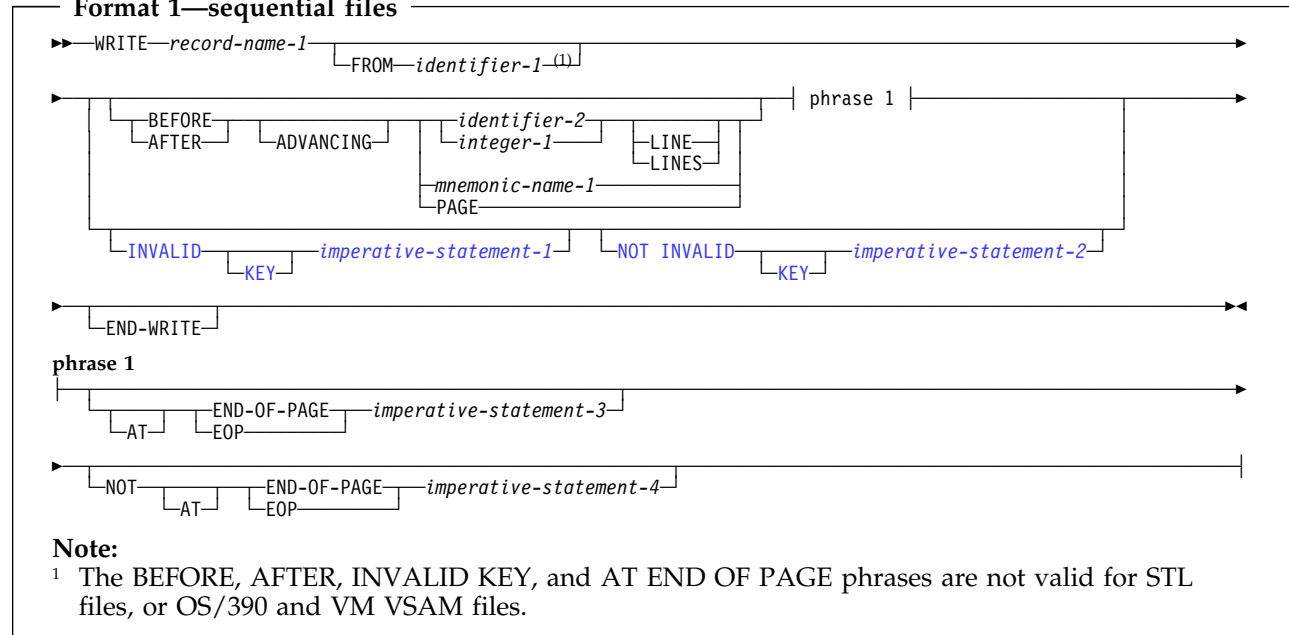 Format 1—sequential files
WRITE record-name-1
FROM identifier-1 (1)
phrase 1
BEFORE identifier-2
AFTER ADVANCING integer-1 LINE
LINES
mnemonic-name-1
PAGE
INVALID imperative-statement-1 NOT INVALID imperative-statement-2
KEY KEY
END-WRITE
phrase 1
END-OF-PAGE imperative-statement-3
AT EOP
NOT END-OF-PAGE imperative-statement-4
AT EOP
Note:
1 The BEFORE, AFTER, INVALID KEY, and AT END OF PAGE phrases are not valid for STL
files, or OS/390 and VM VSAM files.